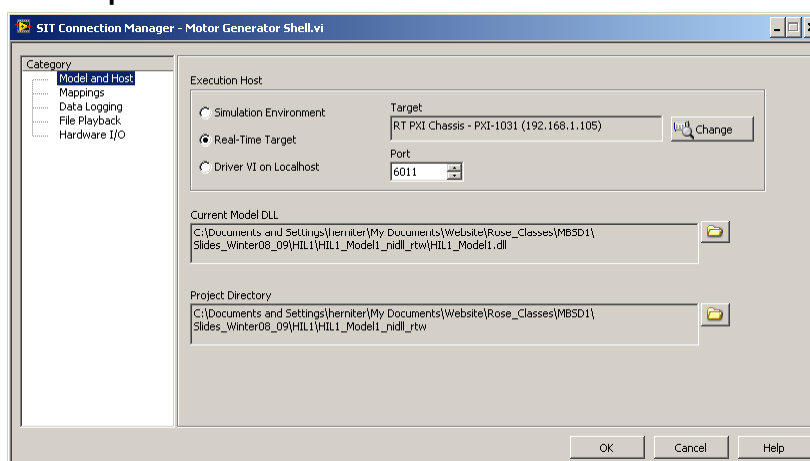 SIT Connection Manager - Motor Generator Shell.vi
Category
Model and Host
Mappings
Data Logging
File Playback
Hardware I/O
Execution Host
Simulation Environment
Real-Time Target
Driver VI on Localhost
Target
RT PXI Chassis - PXI-1031 (192.168.1.105)
Change
Port
6011
Current Model DLL
C:\Documents and Settings\herniter\My Documents\Website\Rose_Classes\MBSD1\
Slides_Winter08_09\HIL1\HIL1_Model1_nidll_rtw\HIL1_Model1.dll
Project Directory
C:\Documents and Settings\herniter\My Documents\Website\Rose_Classes\MBSD1\
Slides_Winter08_09\HIL1\HIL1_Model1_nidll_rtw
OK
Cancel
Help